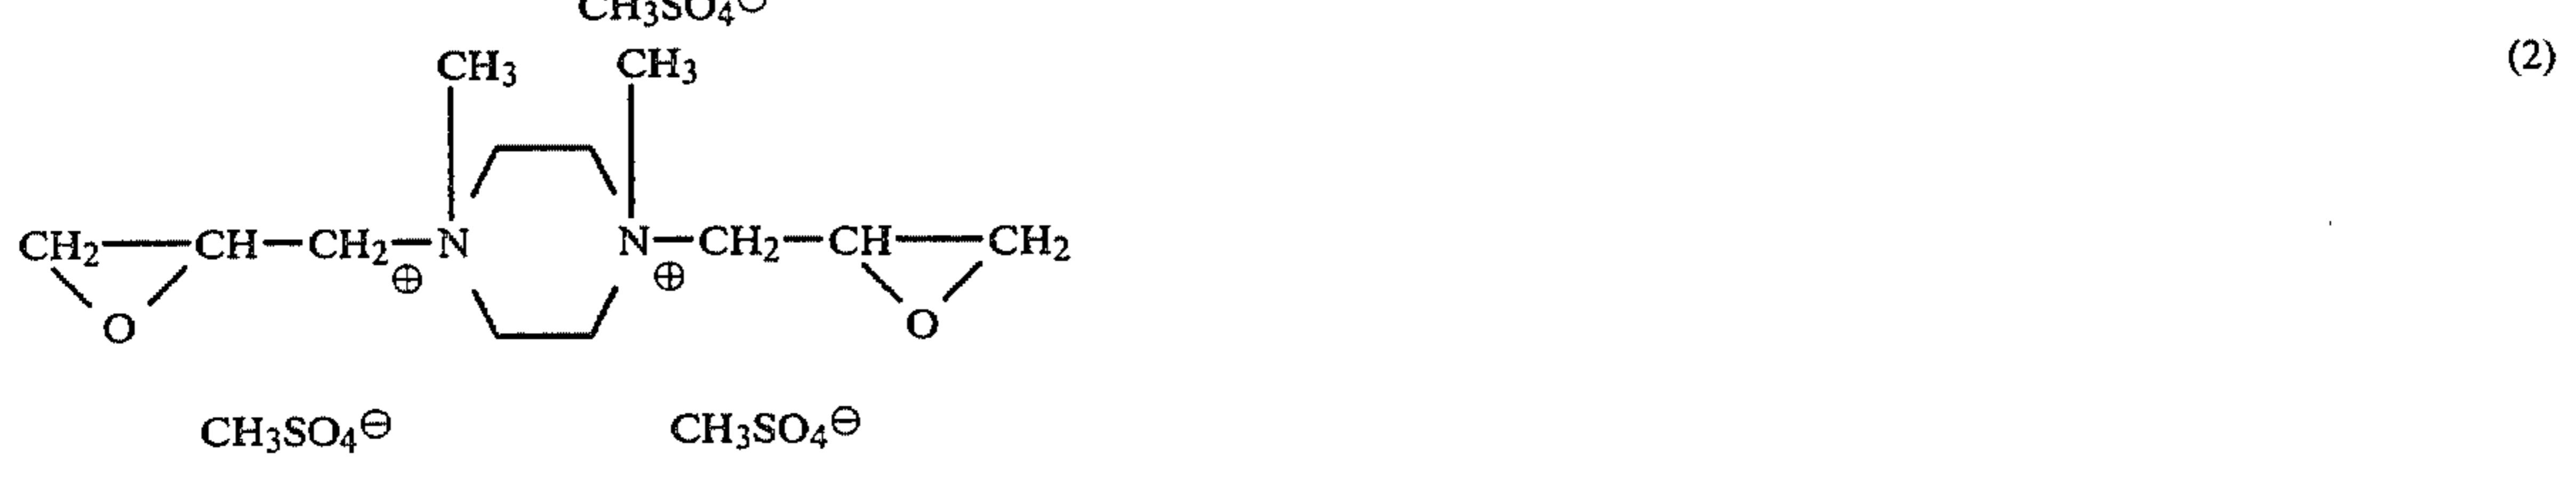 CH3SO4⊖
CH3 CH3 (2)
CH2 CH CH2 N N CH2 CH CH2
⊕ ⊕
O O
CH3SO4⊖ CH3SO4⊖